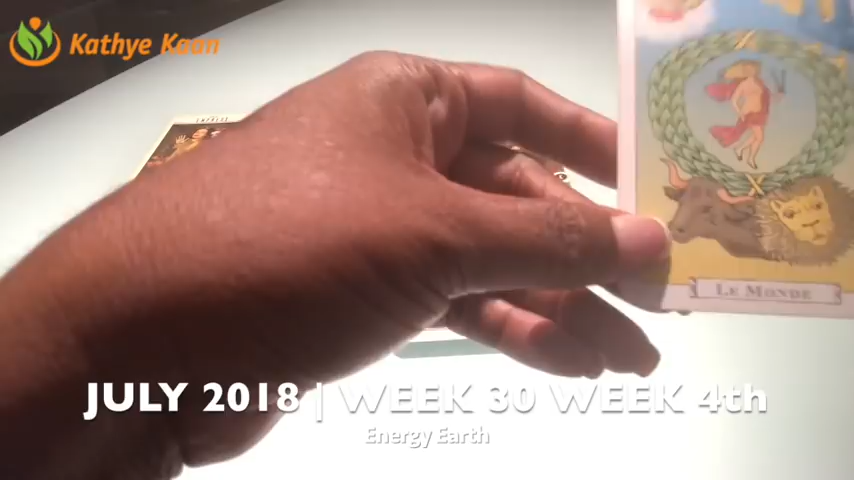 Kathye Kaan
LE MONDE
JULY 2018 | WEEK 30 WEEK 4th
Energy Earth